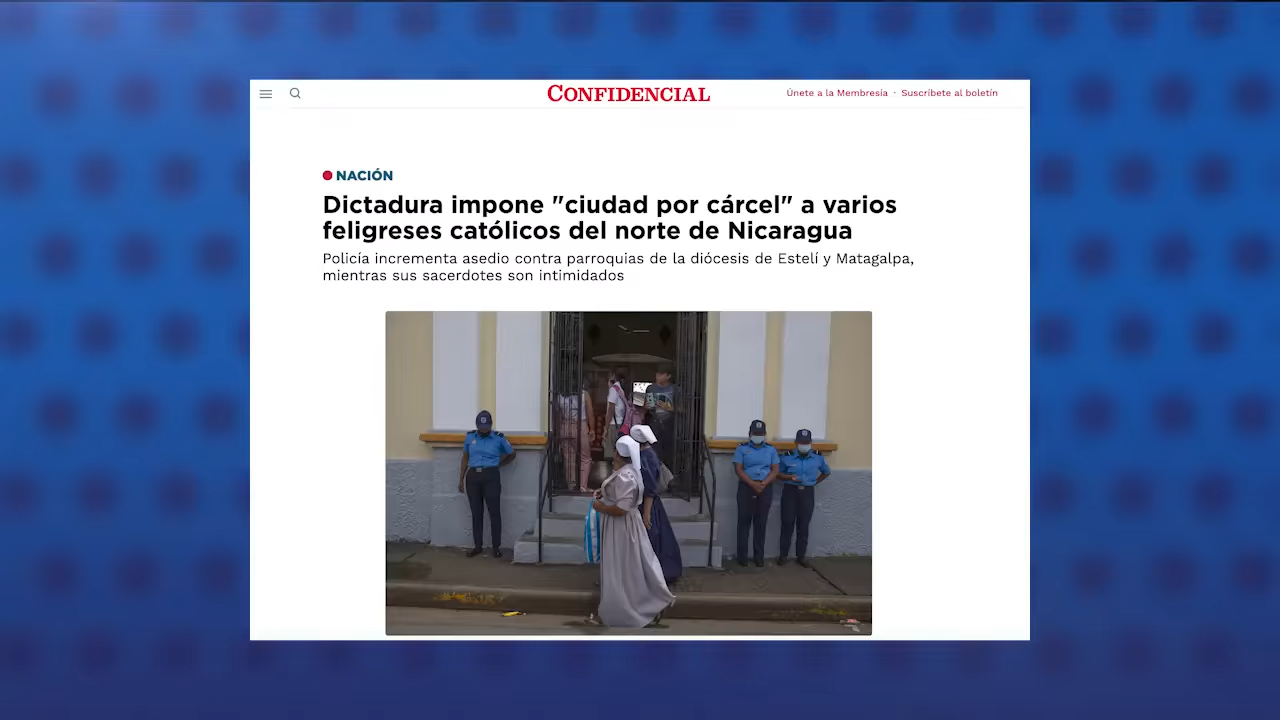 CONFIDENCIAL
Únete a la Membresía · Suscríbete al boletín
NACIÓN
Dictadura impone "ciudad por cárcel" a varios
feligreses católicos del norte de Nicaragua
Policía incrementa asedio contra parroquias de la diócesis de Estelí y Matagalpa,
mientras sus sacerdotes son intimidados